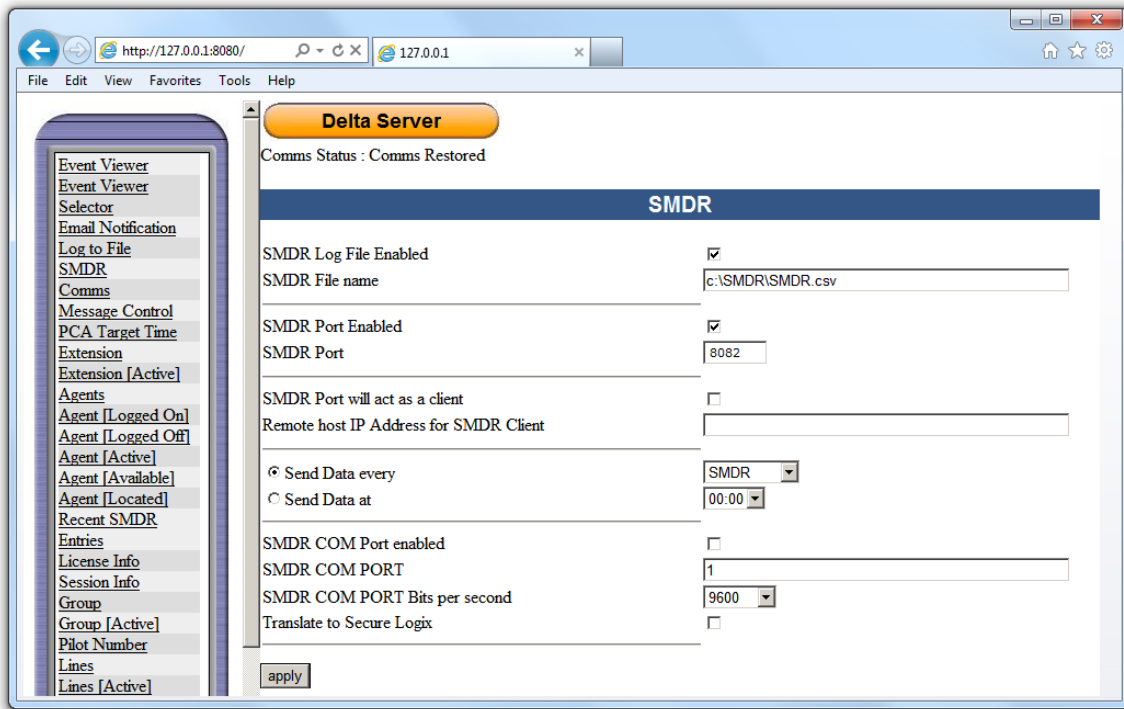 http://127.0.0.1:8080/
127.0.0.1
File Edit View Favorites Tools Help
Event Viewer
Event Viewer
Selector
Email Notification
Log to File
SMDR
Comms
Message Control
PCA Target Time
Extension
Extension [Active]
Agents
Agent [Logged On]
Agent [Logged Off]
Agent [Active]
Agent [Available]
Agent [Located]
Recent SMDR
Entries
License Info
Session Info
Group
Group [Active]
Pilot Number
Lines
Lines [Active]
Delta Server
Comms Status : Comms Restored
SMDR
SMDR Log File Enabled
SMDR File name c:\SMDR\SMDR.csv
SMDR Port Enabled
SMDR Port 8082
SMDR Port will act as a client
Remote host IP Address for SMDR Client
Send Data every SMDR
Send Data at 00:00
SMDR COM Port enabled
SMDR COM PORT 1
SMDR COM PORT Bits per second 9600
Translate to Secure Logix
apply